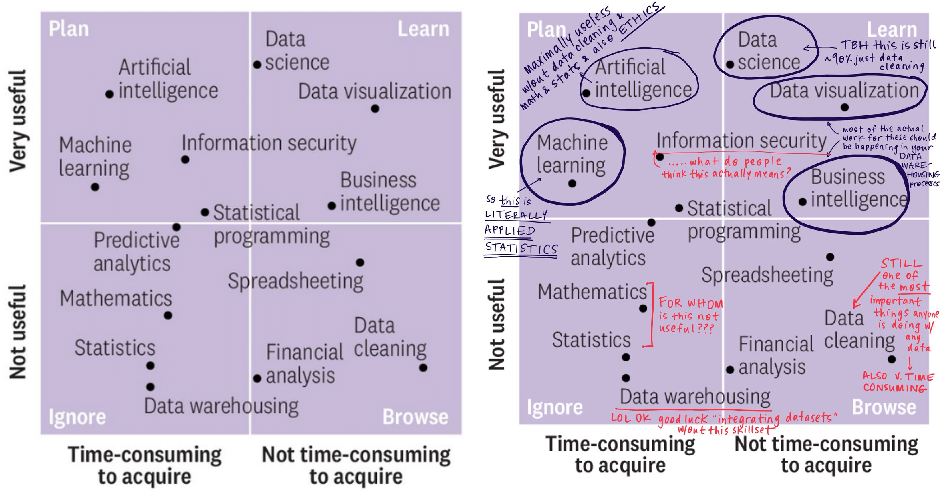 Plan
Learn
Data
science
Artificial
intelligence
Data visualization
Machine
learning
Information security
Business
intelligence
Statistical
programming
Predictive
analytics
Spreadsheeting
Mathematics
Data
cleaning
Statistics
Financial
analysis
Data warehousing
Ignore
Browse
Very useful
Not useful
Time-consuming
to acquire
Not time-consuming
to acquire
Plan
Learn
Maximally useless
w/out data cleaning &
math & stats & also ETHICS
Data
science
TBH this is still
~90% just data
cleaning
Artificial
intelligence
Data visualization
most of the actual
work for these should
be happening in your
DATA
WARE-
HOUSING
process
Machine
learning
Information security
.....what do people
think this actually means?
Business
intelligence
So this is
LITERALLY
APPLIED
STATISTICS
Statistical
programming
Predictive
analytics
Spreadsheeting
STILL
one of
the most
important
things anyone
is doing w/
any
data
ALSO V. TIME
CONSUMING
Mathematics
FOR WHOM
is this not
useful???
Data
cleaning
Statistics
Financial
analysis
Data warehousing
LOL OK good luck "integrating datasets"
w/out this skillset
Ignore
Browse
Very useful
Not useful
Time-consuming
to acquire
Not time-consuming
to acquire